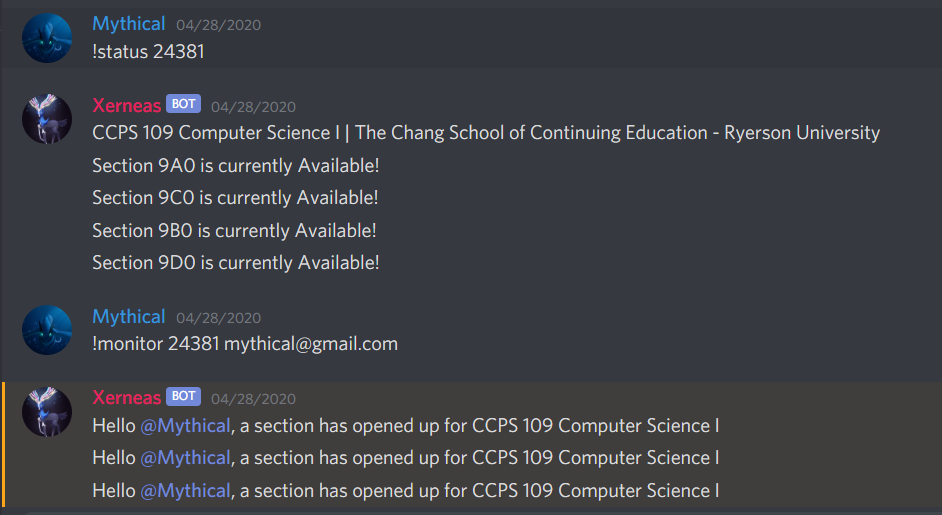 Mythical 04/28/2020
!status 24381
Xerneas BOT 04/28/2020
CCPS 109 Computer Science I | The Chang School of Continuing Education - Ryerson University
Section 9A0 is currently Available!
Section 9C0 is currently Available!
Section 9B0 is currently Available!
Section 9D0 is currently Available!
Mythical 04/28/2020
!monitor 24381 mythical@gmail.com
Xerneas BOT 04/28/2020
Hello @Mythical, a section has opened up for CCPS 109 Computer Science I
Hello @Mythical, a section has opened up for CCPS 109 Computer Science I
Hello @Mythical, a section has opened up for CCPS 109 Computer Science I